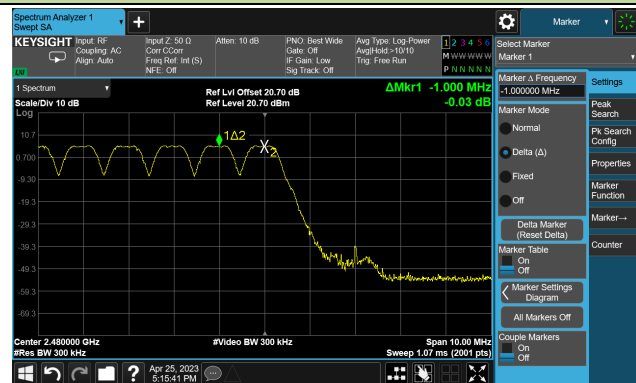 Spectrum Analyzer 1
Swept SA
Marker
KEYSIGHT
Input: RF
Coupling: AC
Align: Auto
Input Z: 50 Ω
Corr CCorr
Freq Ref: Int (S)
NFE: Off
Atten: 10 dB
PNO: Best Wide
Gate: Off
IF Gain: Low
Sig Track: Off
Avg Type: Log-Power
Avg|Hold:>10/10
Trig: Free Run
1 2 3 4 5 6
M W W W W W
P N N N N N
LXI
1 Spectrum
Scale/Div 10 dB
Log
Ref Lvl Offset 20.70 dB
Ref Level 20.70 dBm
ΔMkr1 -1.000 MHz
-0.03 dB
10.7
0.700
-9.30
-19.3
-29.3
-39.3
-49.3
-59.3
-69.3
1Δ2
X2
Center 2.480000 GHz
#Res BW 300 kHz
#Video BW 300 kHz
Span 10.00 MHz
Sweep 1.07 ms (2001 pts)
Select Marker
Marker 1
Marker Δ Frequency
-1.000000 MHz
Marker Mode
Normal
Delta (Δ)
Fixed
Off
Delta Marker
(Reset Delta)
Marker Table
On
Off
Marker Settings
Diagram
All Markers Off
Couple Markers
On
Off
Settings
Peak
Search
Pk Search
Config
Properties
Marker
Function
Marker→
Counter
Apr 25, 2023
5:15:41 PM